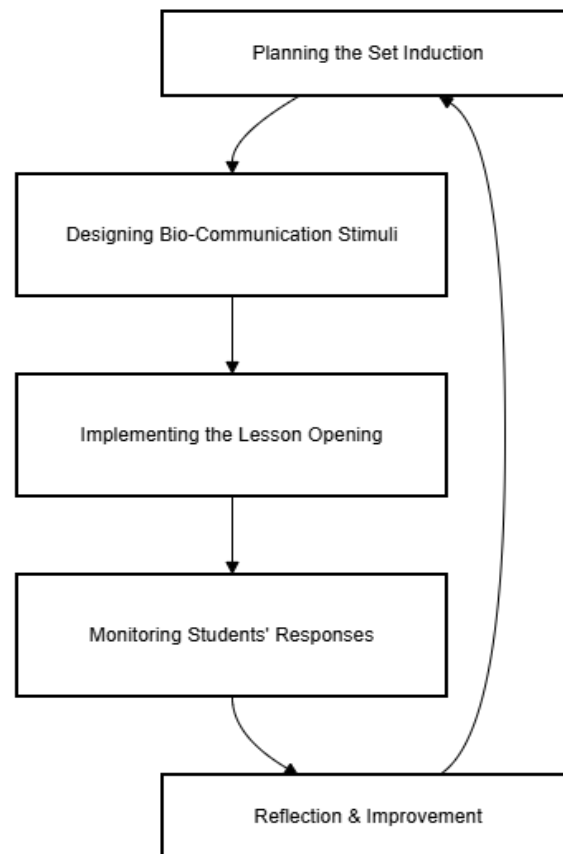 Planning the Set Induction
Designing Bio-Communication Stimuli
Implementing the Lesson Opening
Monitoring Students' Responses
Reflection & Improvement